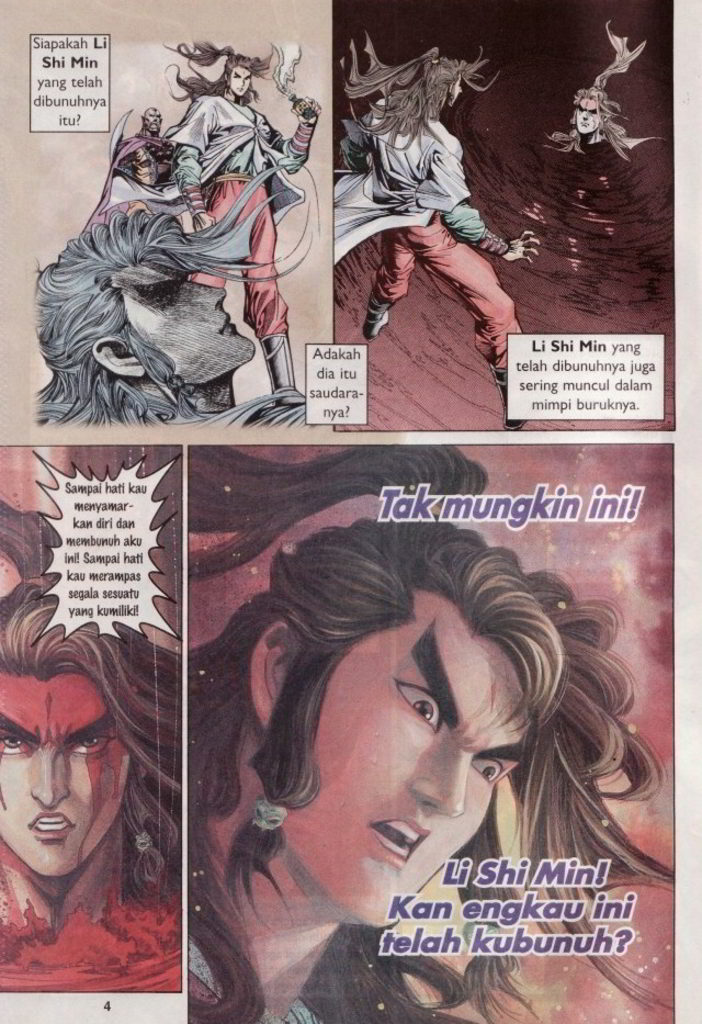 Siapakah Li
Shi Min
yang telah
dibunuhnya
itu?
Adakah
dia itu
saudara-
nya?
Li Shi Min yang
telah dibunuhnya juga
sering muncul dalam
mimpi buruknya.
Sampai hati kau
menyamar-
kan diri dan
membunuh aku
ini! Sampai hati
kau merampas
segala sesuatu
yang kumiliki!
Tak mungkin ini!
Li Shi Min!
Kan engkau ini
telah kubunuh?
4